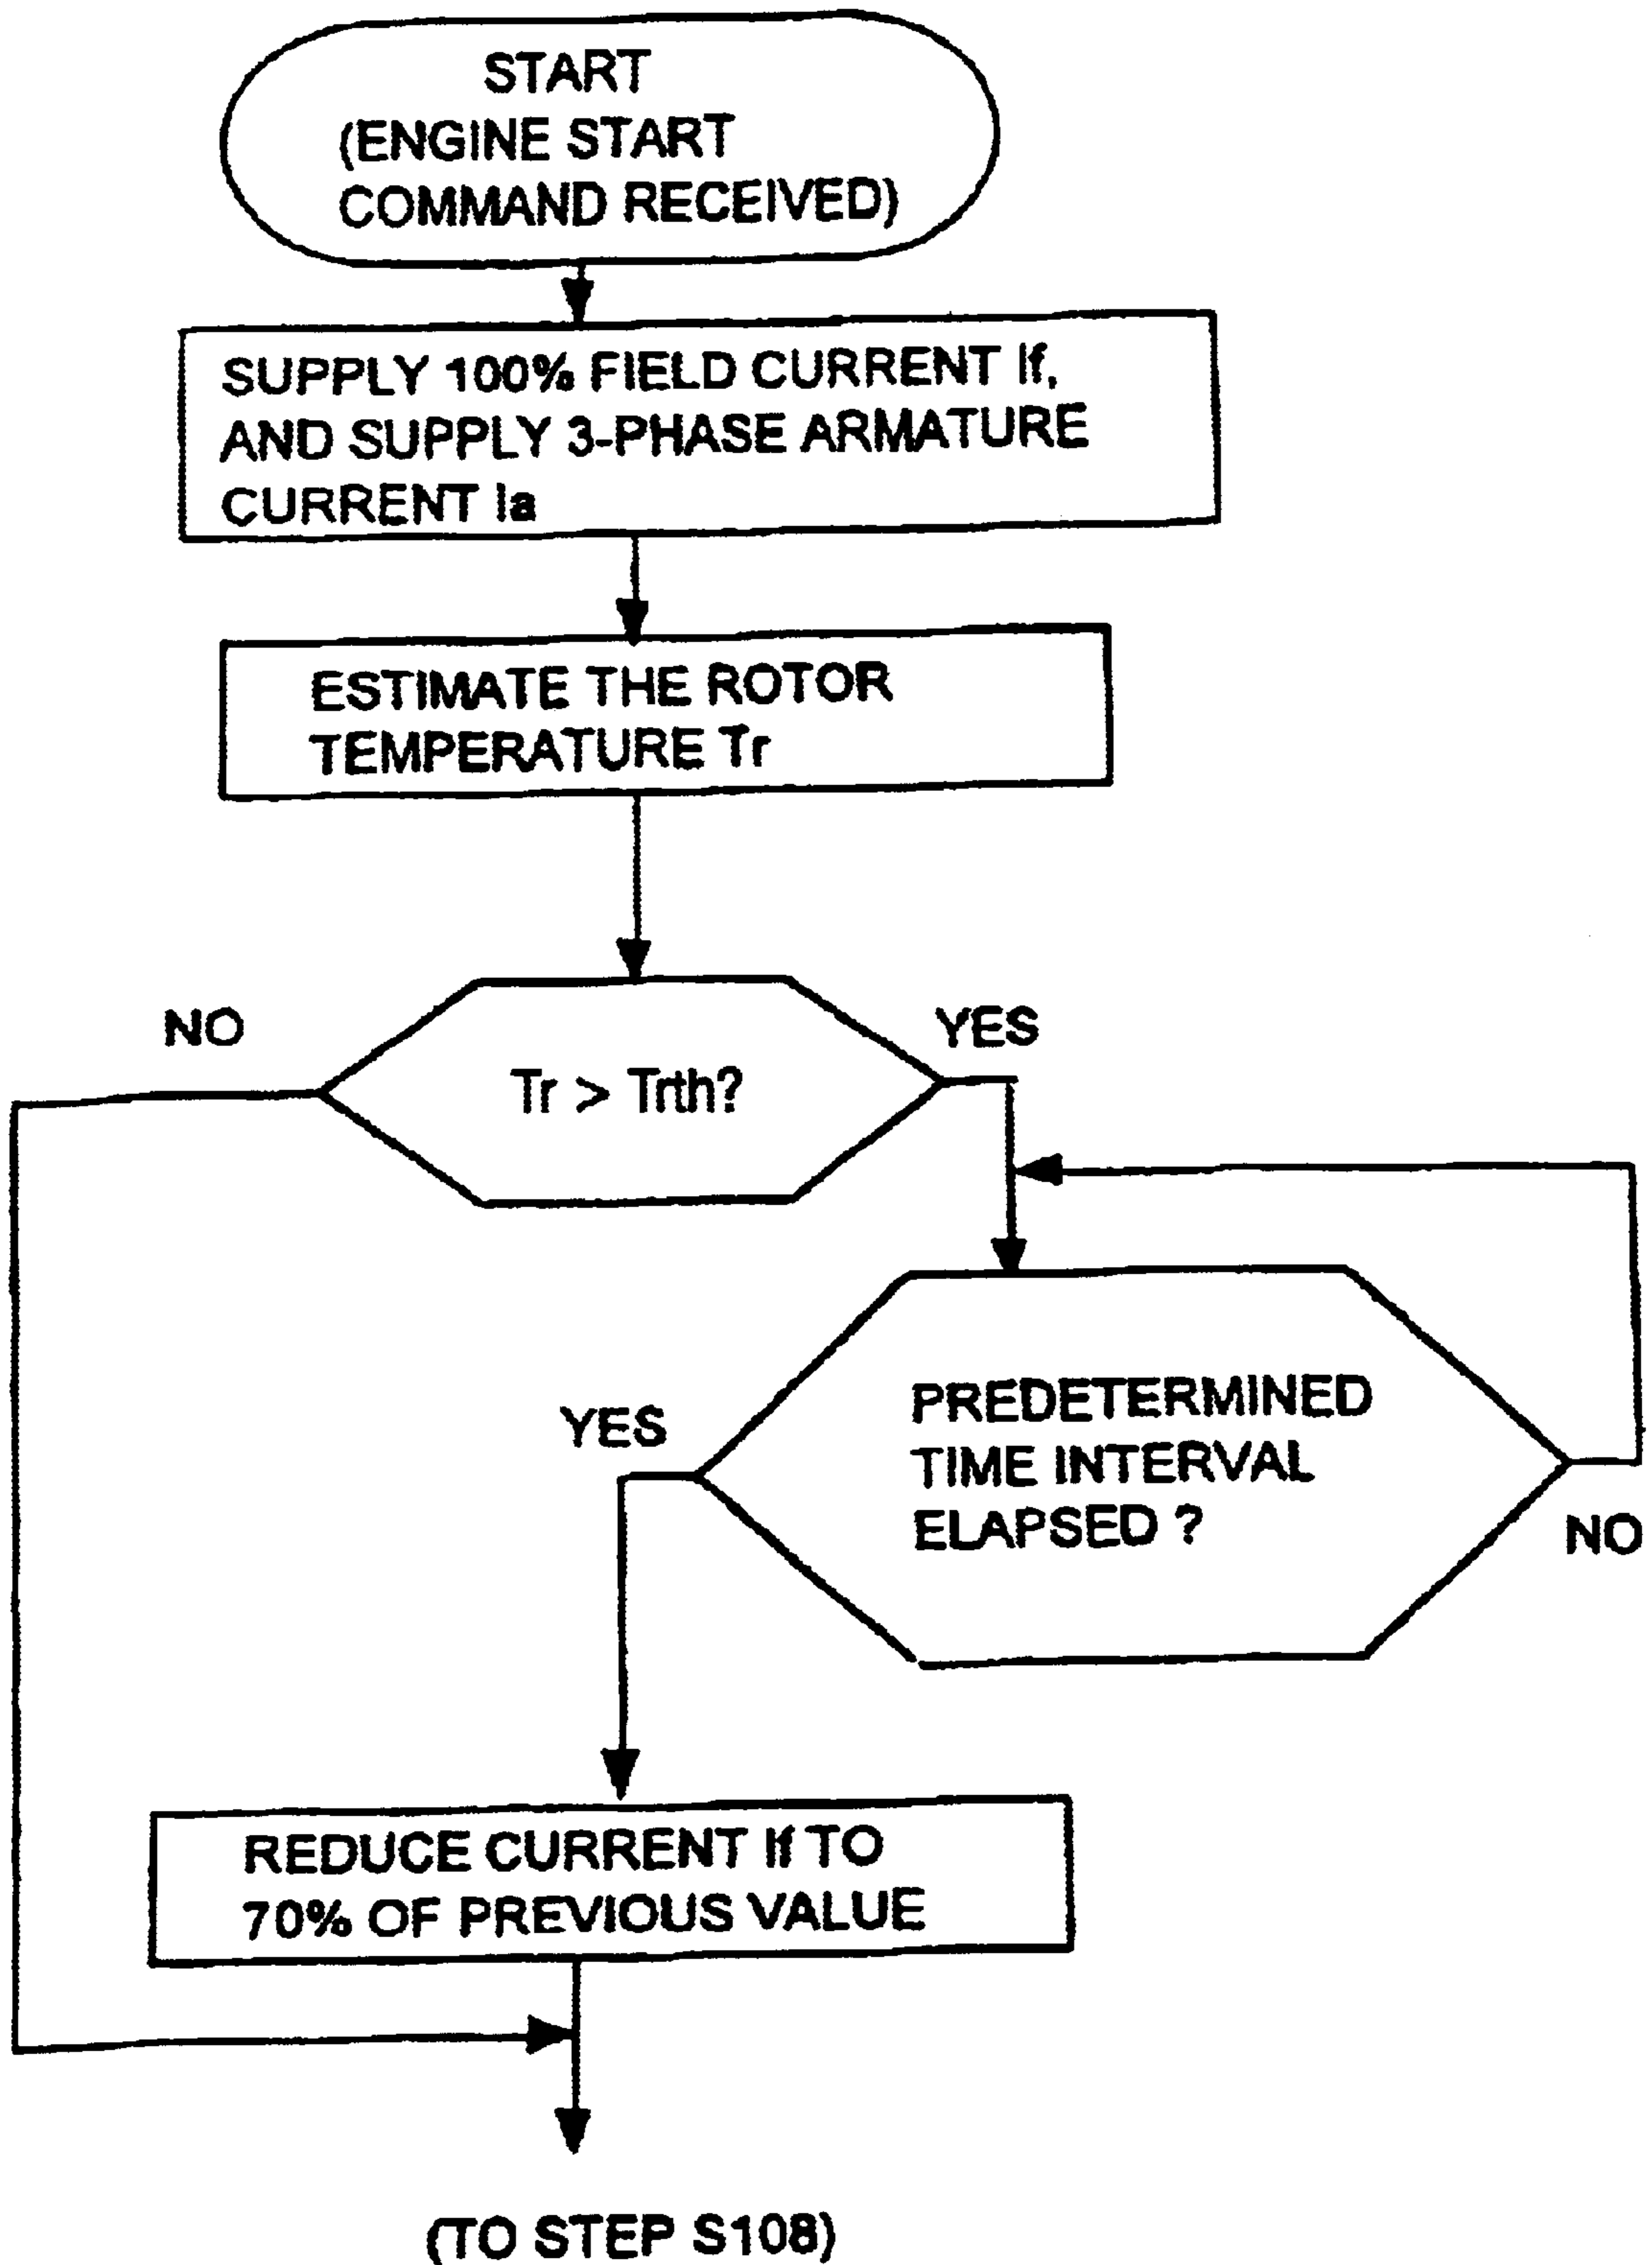 START
(ENGINE START
COMMAND RECEIVED)
SUPPLY 100% FIELD CURRENT If,
AND SUPPLY 3-PHASE ARMATURE
CURRENT Ia
ESTIMATE THE ROTOR
TEMPERATURE Tr
NO
YES
Tr > Trth?
YES
PREDETERMINED
TIME INTERVAL
ELAPSED ?
NO
REDUCE CURRENT If TO
70% OF PREVIOUS VALUE
(TO STEP S108)